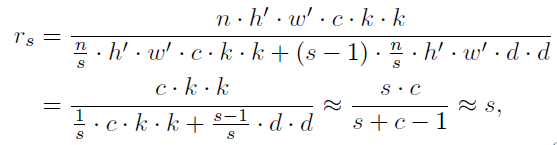 r_s = \frac{n \cdot h' \cdot w' \cdot c \cdot k \cdot k}{\frac{n}{s} \cdot h' \cdot w' \cdot c \cdot k \cdot k + (s - 1) \cdot \frac{n}{s} \cdot h' \cdot w' \cdot d \cdot d}
= \frac{c \cdot k \cdot k}{\frac{1}{s} \cdot c \cdot k \cdot k + \frac{s-1}{s} \cdot d \cdot d} \approx \frac{s \cdot c}{s + c - 1} \approx s,